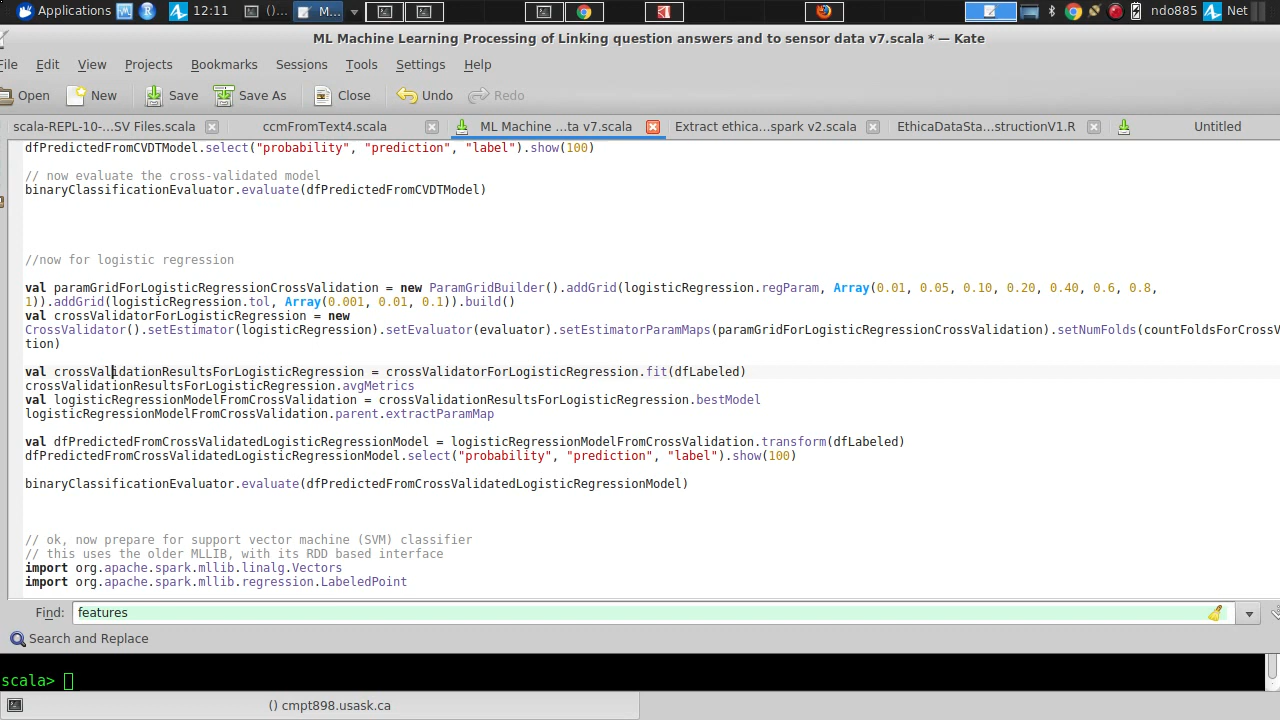 Applications 12:11 ()... M... ndo885 Net
ML Machine Learning Processing of Linking question answers and to sensor data v7.scala * — Kate
File Edit View Projects Bookmarks Sessions Tools Settings Help
Open New Save Save As Close Undo Redo
scala-REPL-10-...SV Files.scala ccmFromText4.scala ML Machine ...ta v7.scala Extract ethica...spark v2.scala EthicaDataSta...structionV1.R Untitled
dfPredictedFromCVDTModel.select("probability", "prediction", "label").show(100)
// now evaluate the cross-validated model
binaryClassificationEvaluator.evaluate(dfPredictedFromCVDTModel)
//now for logistic regression
val paramGridForLogisticRegressionCrossValidation = new ParamGridBuilder().addGrid(logisticRegression.regParam, Array(0.01, 0.05, 0.10, 0.20, 0.40, 0.6, 0.8,
1)).addGrid(logisticRegression.tol, Array(0.001, 0.01, 0.1)).build()
val crossValidatorForLogisticRegression = new
CrossValidator().setEstimator(logisticRegression).setEvaluator(evaluator).setEstimatorParamMaps(paramGridForLogisticRegressionCrossValidation).setNumFolds(countFoldsForCrossV
tion)
val crossValidationResultsForLogisticRegression = crossValidatorForLogisticRegression.fit(dfLabeled)
crossValidationResultsForLogisticRegression.avgMetrics
val logisticRegressionModelFromCrossValidation = crossValidationResultsForLogisticRegression.bestModel
logisticRegressionModelFromCrossValidation.parent.extractParamMap
val dfPredictedFromCrossValidatedLogisticRegressionModel = logisticRegressionModelFromCrossValidation.transform(dfLabeled)
dfPredictedFromCrossValidatedLogisticRegressionModel.select("probability", "prediction", "label").show(100)
binaryClassificationEvaluator.evaluate(dfPredictedFromCrossValidatedLogisticRegressionModel)
// ok, now prepare for support vector machine (SVM) classifier
// this uses the older MLLIB, with its RDD based interface
import org.apache.spark.mllib.linalg.Vectors
import org.apache.spark.mllib.regression.LabeledPoint
Find: features
Search and Replace
scala>
() cmpt898.usask.ca